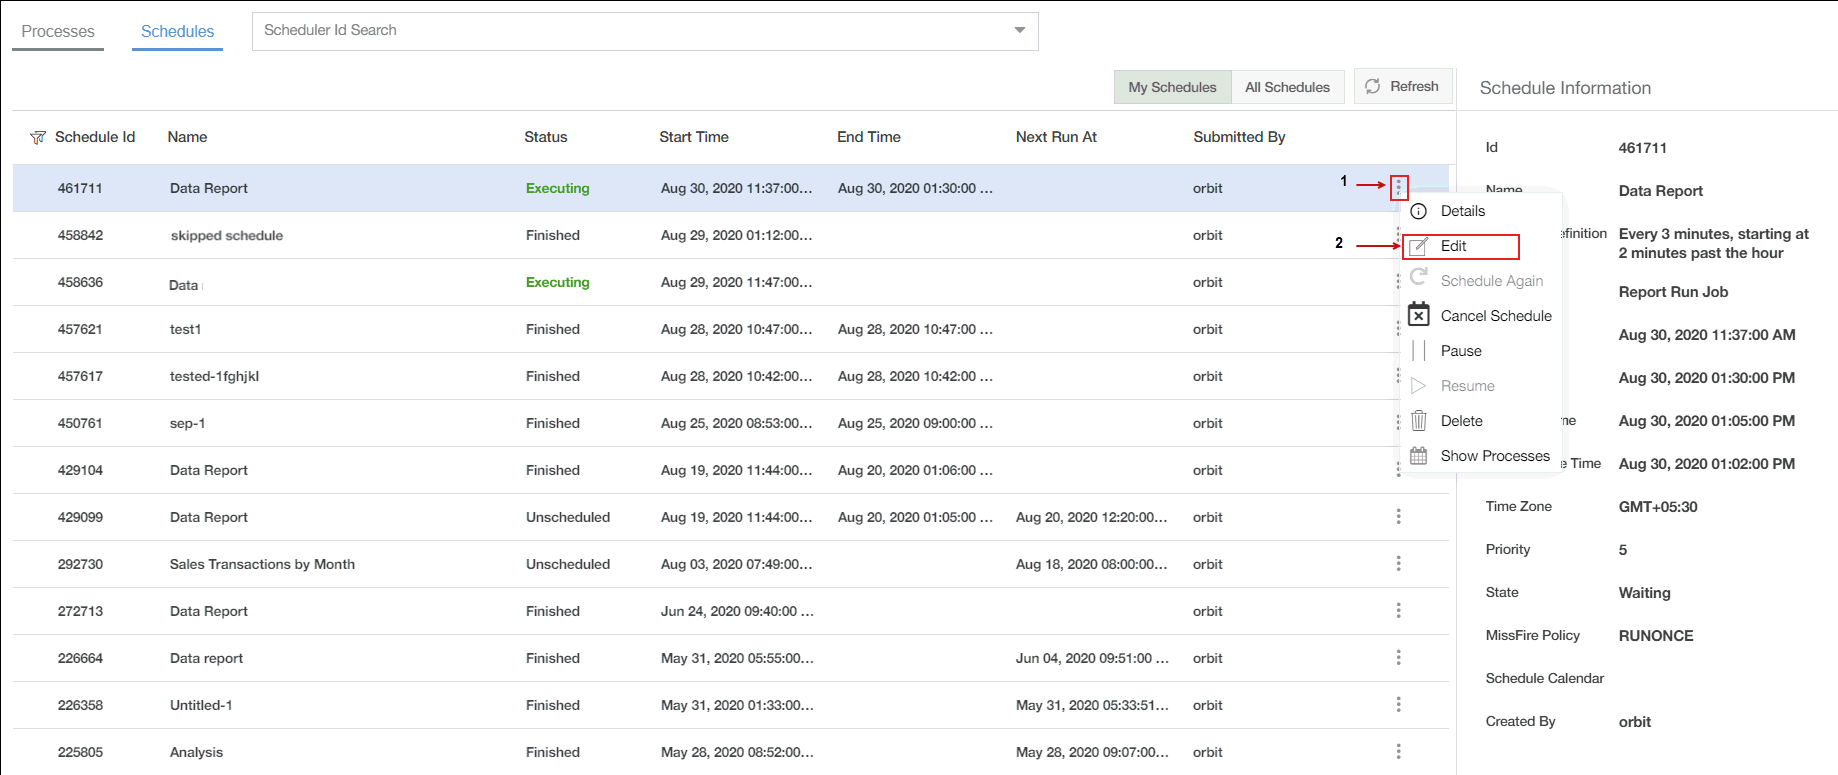 Processes
Schedules
Scheduler Id Search
My Schedules
All Schedules
Refresh
Schedule Information
Schedule Id Name Status Start Time End Time Next Run At Submitted By
461711 Data Report Executing Aug 30, 2020 11:37:00... Aug 30, 2020 01:30:00 ... orbit
458842 skipped schedule Finished Aug 29, 2020 01:12:00... orbit
458636 Data Executing Aug 29, 2020 11:47:00... orbit
457621 test1 Finished Aug 28, 2020 10:47:00... Aug 28, 2020 10:47:00 ... orbit
457617 tested-1fghjkl Finished Aug 28, 2020 10:42:00... Aug 28, 2020 10:42:00 ... orbit
450761 sep-1 Finished Aug 25, 2020 08:53:00... Aug 25, 2020 09:00:00 ... orbit
429104 Data Report Finished Aug 19, 2020 11:44:00... Aug 20, 2020 01:06:00 ... orbit
429099 Data Report Unscheduled Aug 19, 2020 11:44:00... Aug 20, 2020 01:05:00 ... Aug 20, 2020 12:20:00... orbit
292730 Sales Transactions by Month Unscheduled Aug 03, 2020 07:49:00... Aug 18, 2020 08:00:00... orbit
272713 Data Report Finished Jun 24, 2020 09:40:00 ... orbit
226664 Data report Finished May 31, 2020 05:55:00... Jun 04, 2020 09:51:00 ... orbit
226358 Untitled-1 Finished May 31, 2020 01:33:00... May 31, 2020 05:33:51... orbit
225805 Analysis Finished May 28, 2020 08:52:00... May 28, 2020 09:07:00... orbit
1
2
Details
Edit
Schedule Again
Cancel Schedule
Pause
Resume
Delete
Show Processes
Id 461711
Name Data Report
efinition Every 3 minutes, starting at
2 minutes past the hour
Report Run Job
Aug 30, 2020 11:37:00 AM
Aug 30, 2020 01:30:00 PM
ne Aug 30, 2020 01:05:00 PM
e Time Aug 30, 2020 01:02:00 PM
Time Zone GMT+05:30
Priority 5
State Waiting
MissFire Policy RUNONCE
Schedule Calendar
Created By orbit